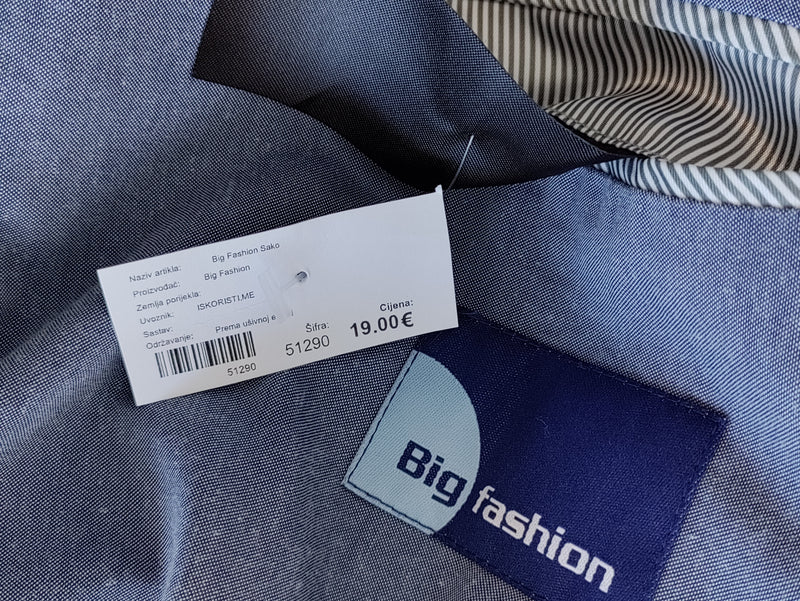 Naziv artikla: Big Fashion Sako
Proizvođač: Big Fashion
Zemlja porijekla:
Uvoznik: ISKORISTI.ME
Sastav:
Održavanje: Prema ušivnoj e
51290
Šifra:
51290
Cijena:
19.00€
Big fashion